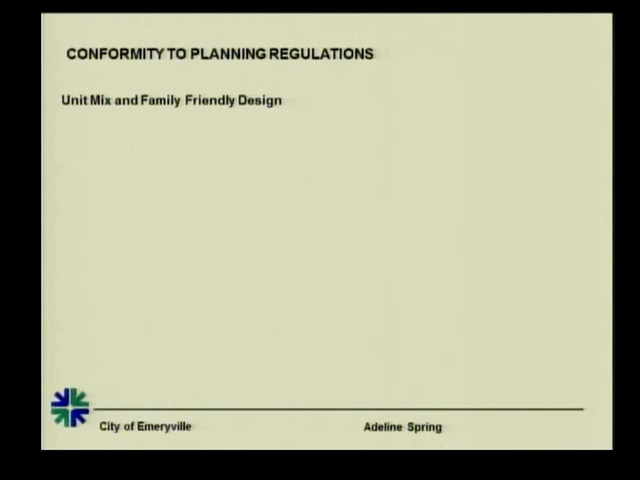 CONFORMITY TO PLANNING REGULATIONS
Unit Mix and Family Friendly Design
City of Emeryville
Adeline Spring